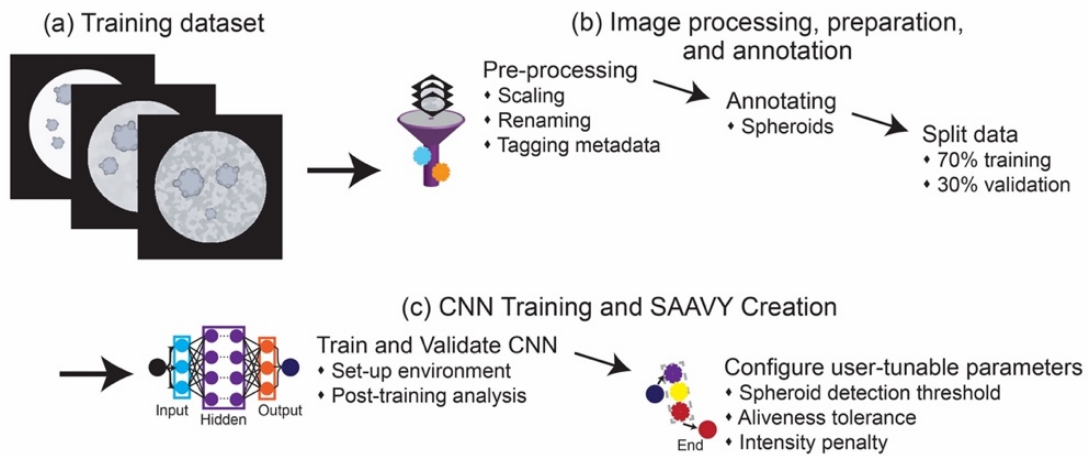 (a) Training dataset
(b) Image processing, preparation,
and annotation
Pre-processing
♦ Scaling
♦ Renaming
♦ Tagging metadata
Annotating
♦ Spheroids
Split data
♦ 70% training
♦ 30% validation
(c) CNN Training and SAAVY Creation
Input
Hidden
Output
Train and Validate CNN
♦ Set-up environment
♦ Post-training analysis
End
Configure user-tunable parameters
♦ Spheroid detection threshold
♦ Aliveness tolerance
♦ Intensity penalty